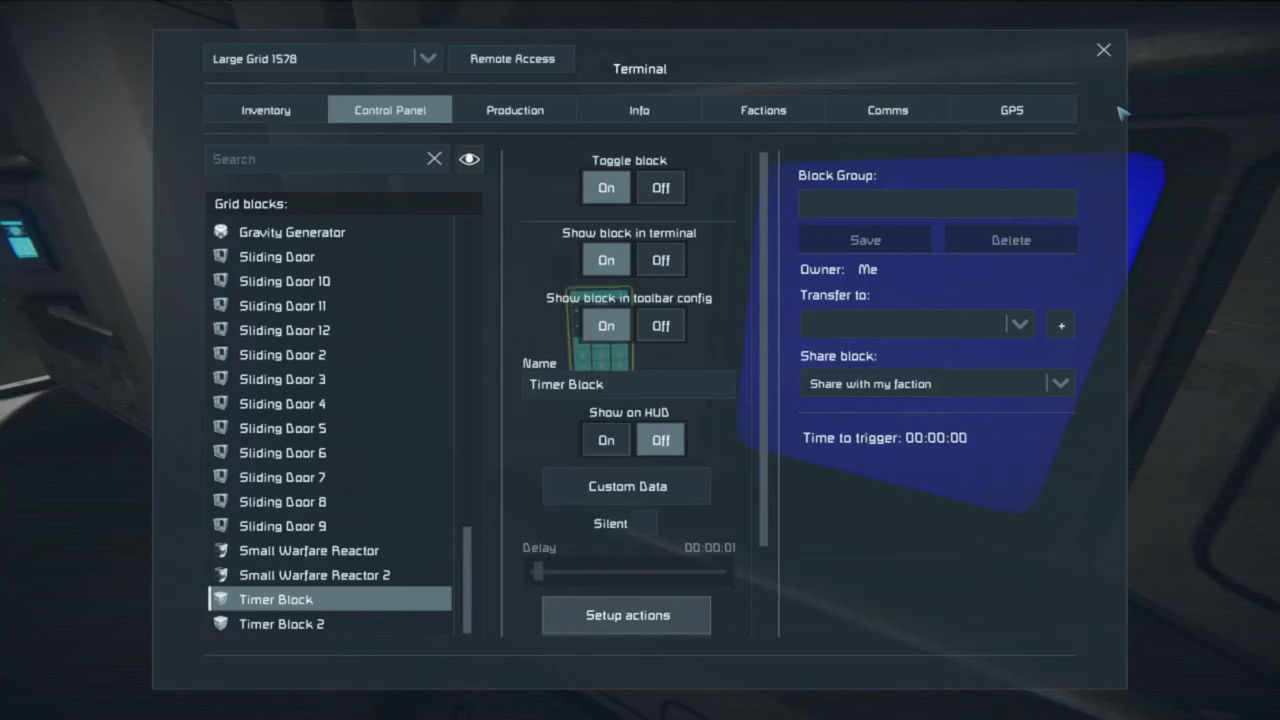 Large Grid 1578
Remote Access
Terminal
Inventory
Control Panel
Production
Info
Factions
Comms
GPS
Search
Grid blocks:
Gravity Generator
Sliding Door
Sliding Door 10
Sliding Door 11
Sliding Door 12
Sliding Door 2
Sliding Door 3
Sliding Door 4
Sliding Door 5
Sliding Door 6
Sliding Door 7
Sliding Door 8
Sliding Door 9
Small Warfare Reactor
Small Warfare Reactor 2
Timer Block
Timer Block 2
Toggle block
On Off
Show block in terminal
On Off
Show block in toolbar config
On Off
Name
Timer Block
Show on HUD
On Off
Custom Data
Silent
Delay 00:00:01
Setup actions
Block Group:
Save Delete
Owner: Me
Transfer to:
+
Share block:
Share with my faction
Time to trigger: 00:00:00